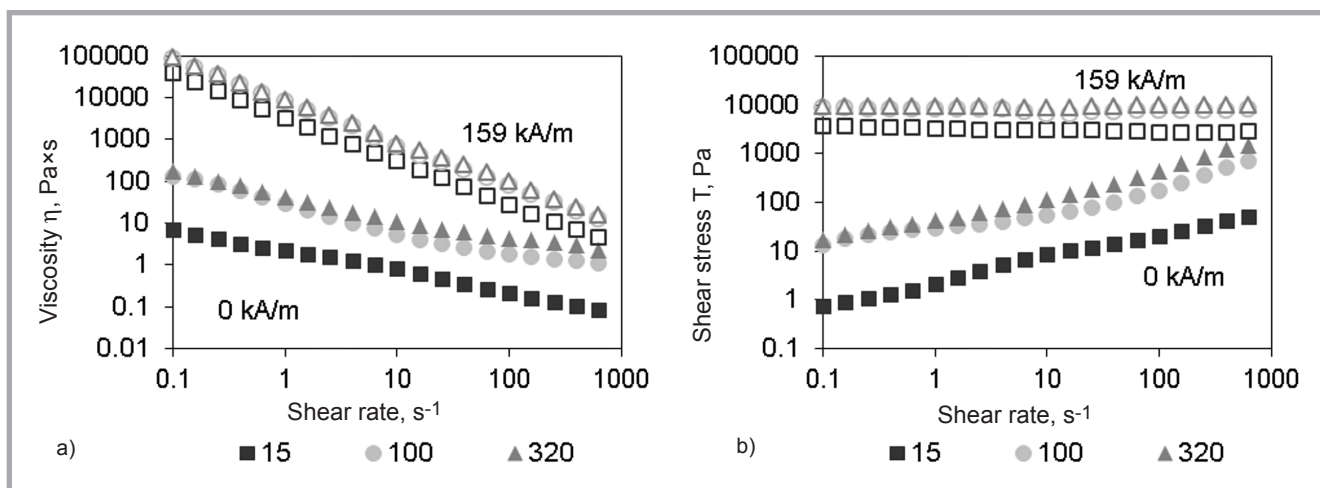 100000
10000
1000
100
10
1
0.1
0.01
Viscosity η, Pa×s
159 kA/m
0 kA/m
0.1 1 10 100 1000
Shear rate, s-1
a)
15 100 320
100000
10000
1000
100
10
1
0.1
Shear stress T, Pa
159 kA/m
0 kA/m
0.1 1 10 100 1000
Shear rate, s-1
b)
15 100 320